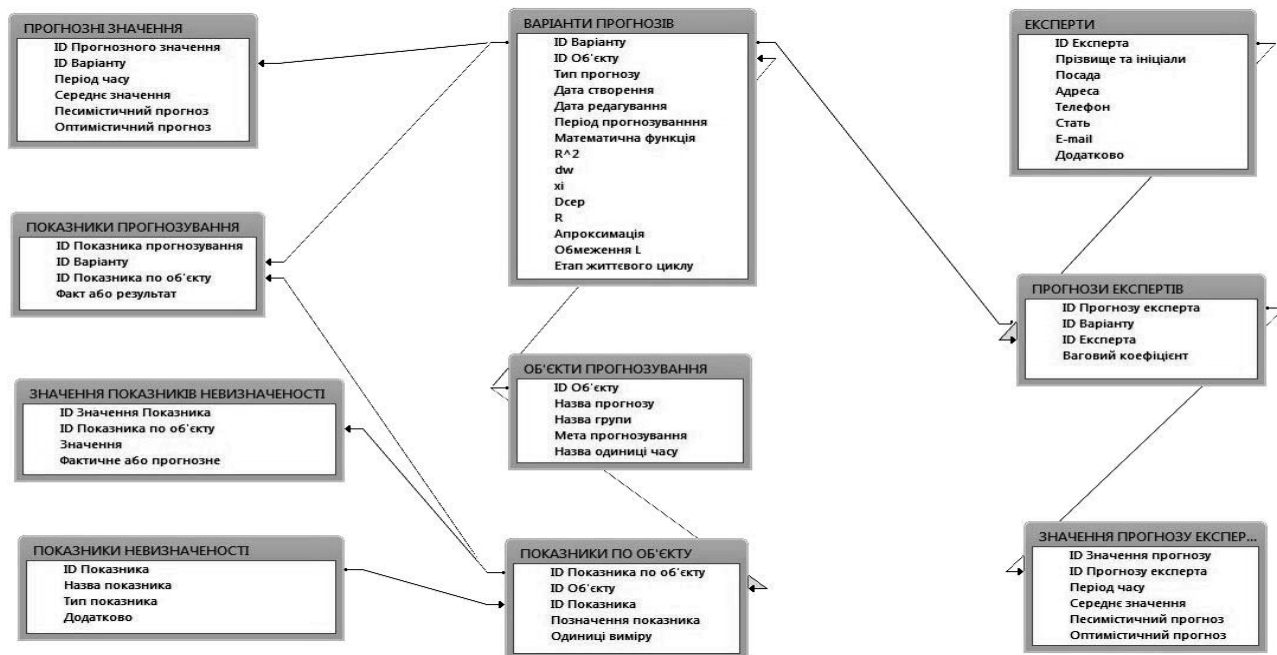 ПРОГНОЗНІ ЗНАЧЕННЯ
ID Прогнозного значення
ID Варіанту
Період часу
Середнє значення
Песимістичний прогноз
Оптимістичний прогноз
ПОКАЗНИКИ ПРОГНОЗУВАННЯ
ID Показника прогнозування
ID Варіанту
ID Показника по об'єкту
Факт або результат
ЗНАЧЕННЯ ПОКАЗНИКІВ НЕВИЗНАЧЕНОСТІ
ID Значення Показника
ID Показника по об'єкту
Значення
Фактичне або прогнозне
ПОКАЗНИКИ НЕВИЗНАЧЕНОСТІ
ID Показника
Назва показника
Тип показника
Додатково
ВАРІАНТИ ПРОГНОЗІВ
ID Варіанту
ID Об'єкту
Тип прогнозу
Дата створення
Дата редагування
Період прогнозуванння
Математична функція
R^2
dw
xi
Dсер
R
Апроксимація
Обмеження L
Етап життєвого циклу
ОБ'ЄКТИ ПРОГНОЗУВАННЯ
ID Об'єкту
Назва прогнозу
Назва групи
Мета прогнозування
Назва одиниці часу
ПОКАЗНИКИ ПО ОБ'ЄКТУ
ID Показника по об'єкту
ID Об'єкту
ID Показника
Позначення показника
Одиниці виміру
ЕКСПЕРТИ
ID Експерта
Прізвище та ініціали
Посада
Адреса
Телефон
Стать
E-mail
Додатково
ПРОГНОЗИ ЕКСПЕРТІВ
ID Прогнозу експерта
ID Варіанту
ID Експерта
Ваговий коефіцієнт
ЗНАЧЕННЯ ПРОГНОЗУ ЕКСПЕР...
ID Значення прогнозу
ID Прогнозу експерта
Період часу
Середнє значення
Песимістичний прогноз
Оптимістичний прогноз